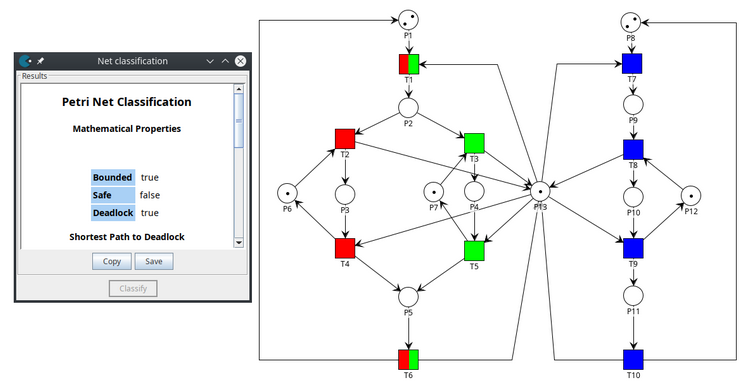 Net classification
Results
Petri Net Classification
Mathematical Properties
Bounded true
Safe false
Deadlock true
Shortest Path to Deadlock
Copy Save
Classify
P1
P8
T1
T7
P2
P9
T2
T3
T8
P6
P3
P7
P4
P13
P10
P12
T4
T5
T9
P5
P11
T6
T10